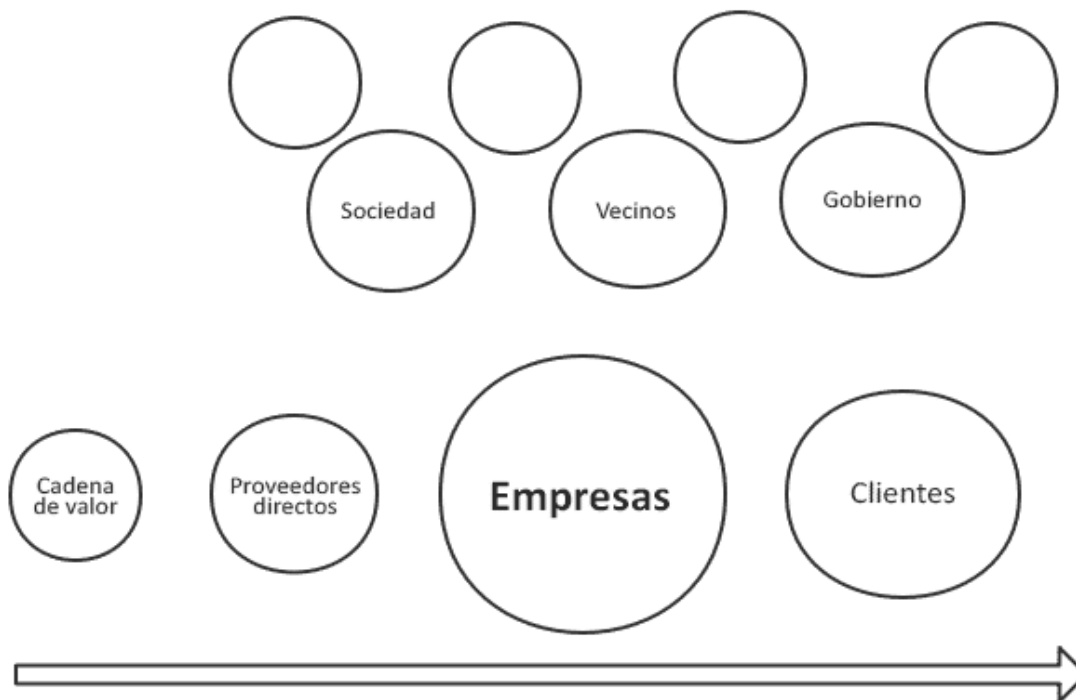 Sociedad
Vecinos
Gobierno
Cadena
de valor
Proveedores
directos
Empresas
Clientes